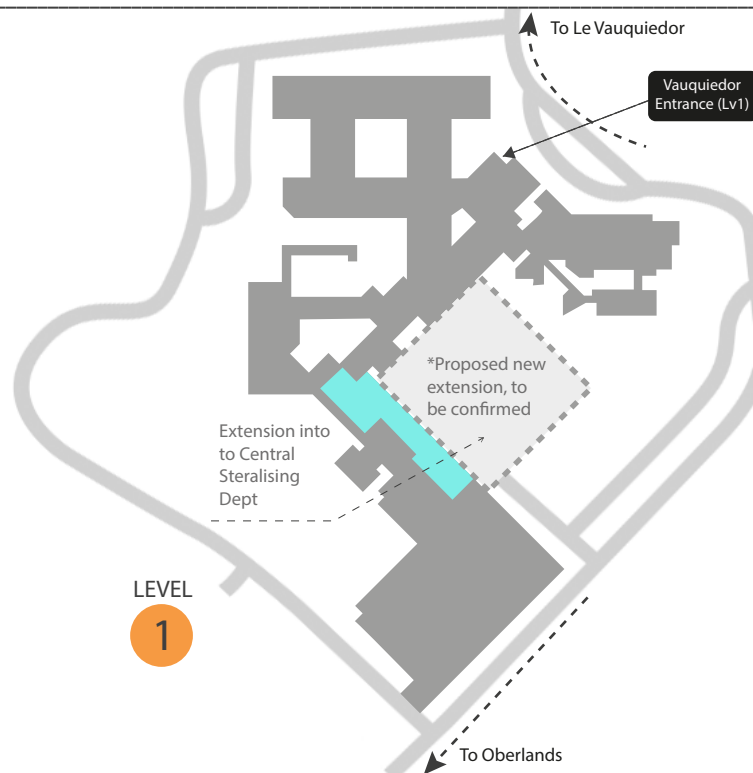 To Le Vauquiedor
Vauquiedor
Entrance (Lv1)
*Proposed new
extension, to
be confirmed
Extension into
to Central
Steralising
Dept
LEVEL
1
To Oberlands